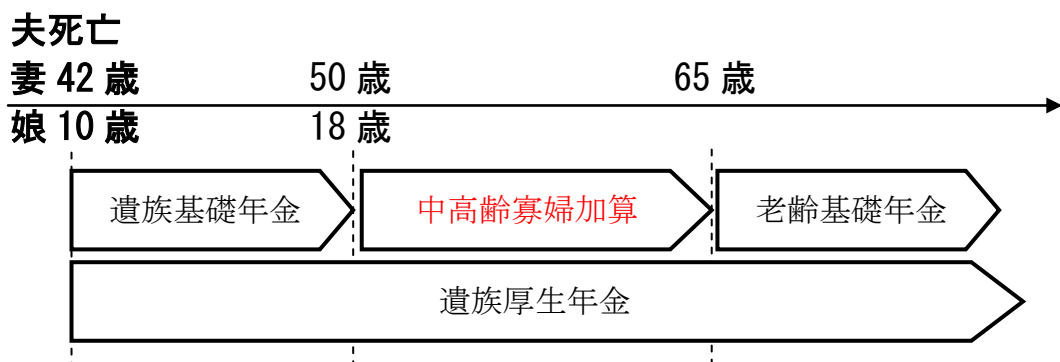 夫死亡
妻 42 歳 50 歳 65 歳
娘 10 歳 18 歳
遺族基礎年金 中高齢寡婦加算 老齢基礎年金
遺族厚生年金